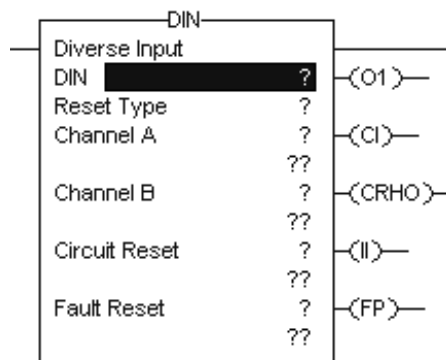 DIN
Diverse Input
DIN ? (O1)
Reset Type ?
Channel A ? (CI)
??
Channel B ? (CRHO)
??
Circuit Reset ? (II)
??
Fault Reset ? (FP)
??